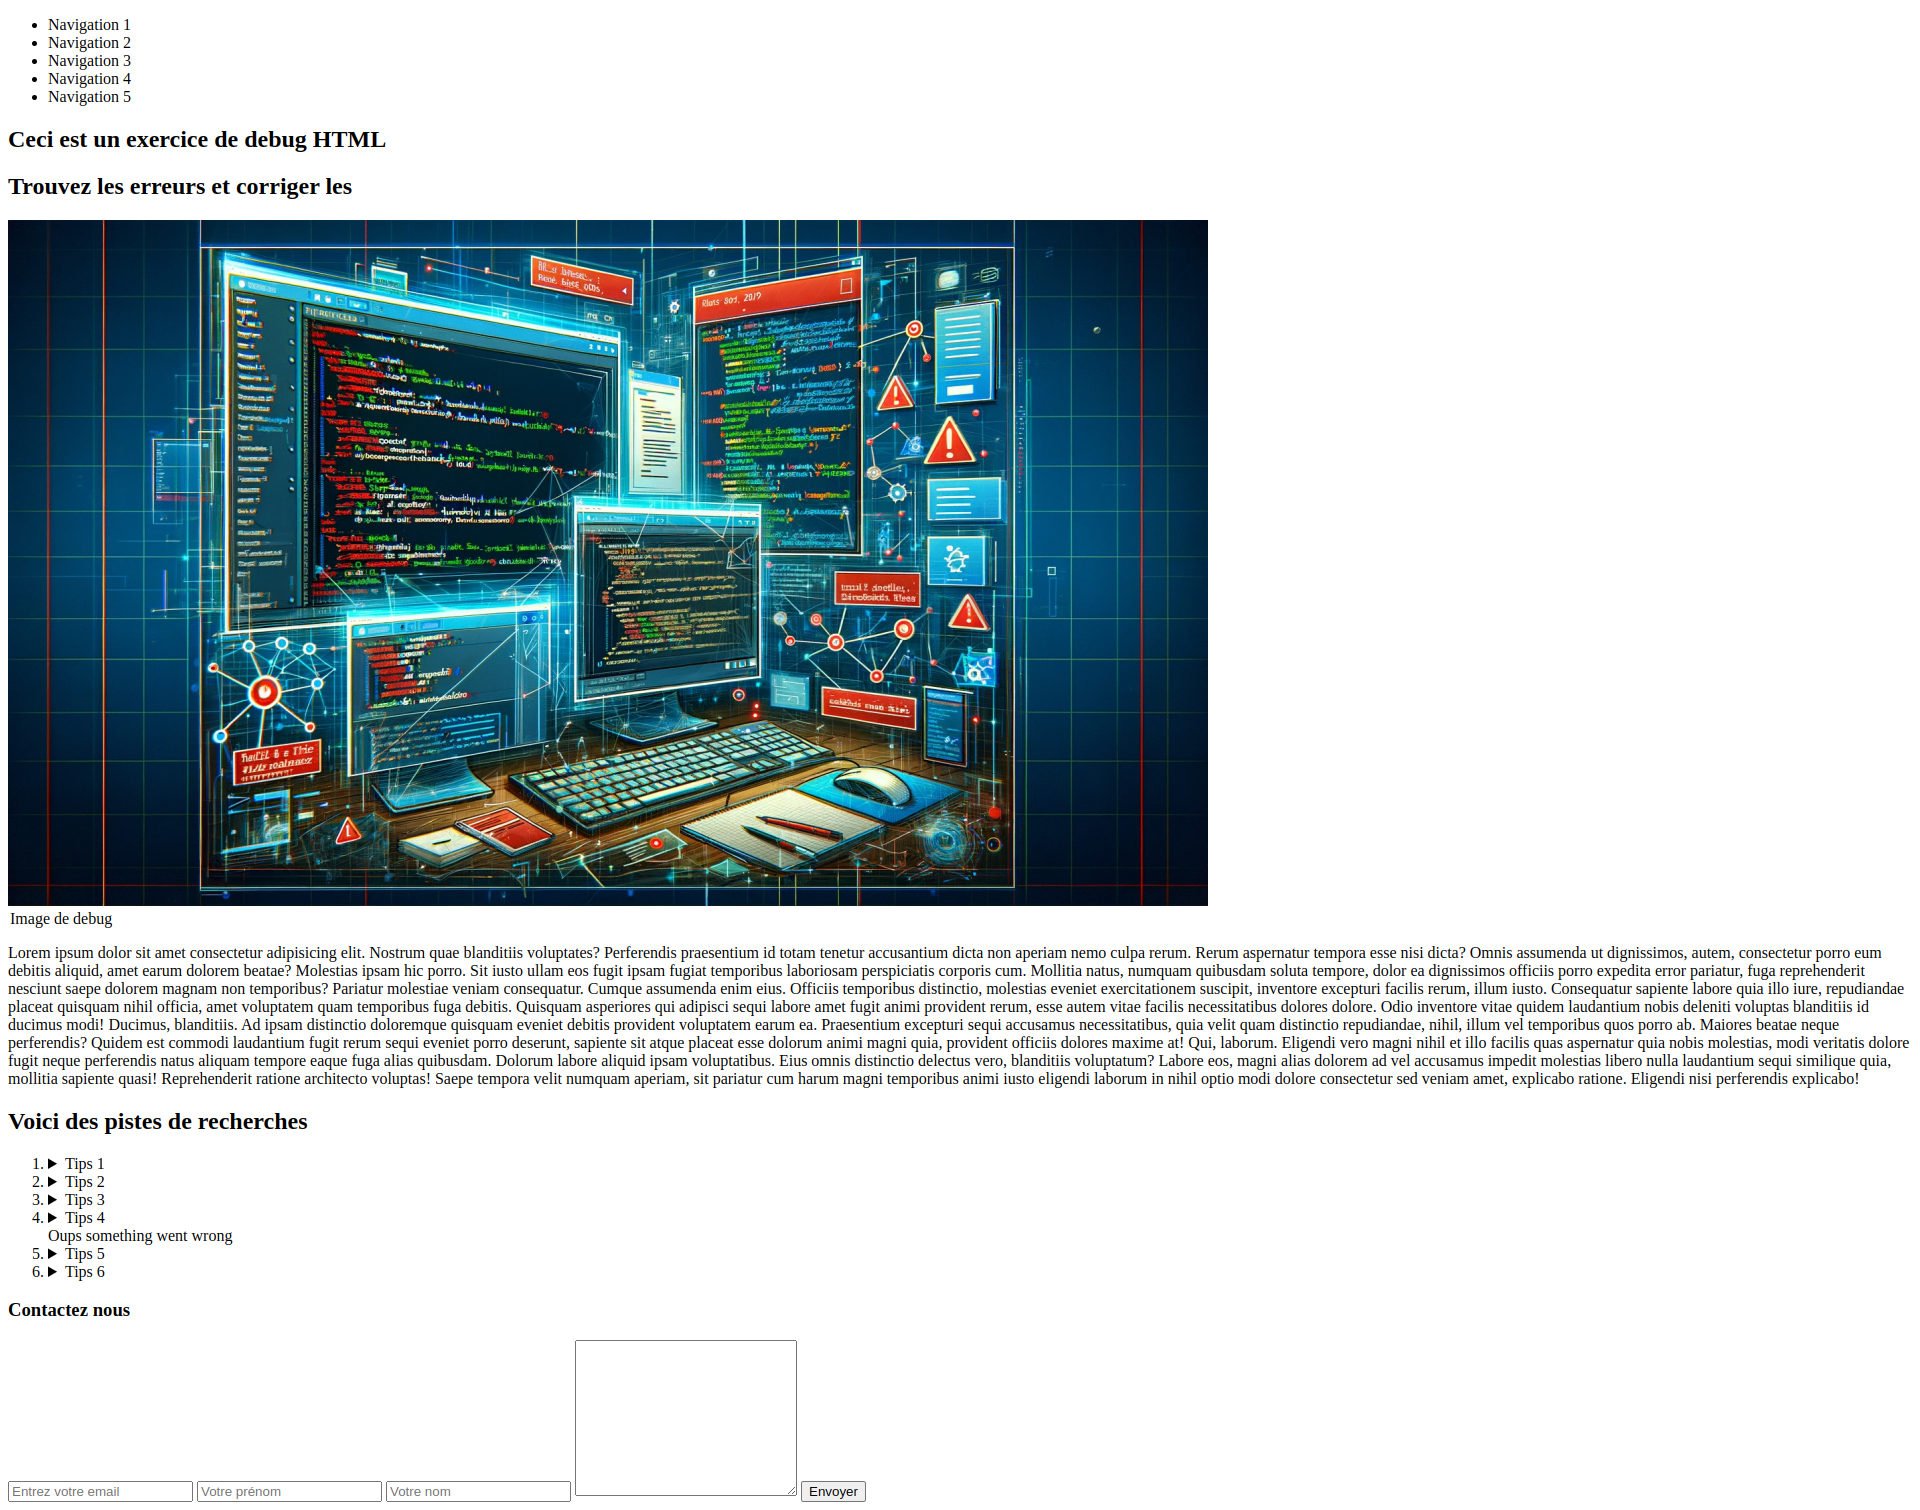 Navigation 1
Navigation 2
Navigation 3
Navigation 4
Navigation 5
Ceci est un exercice de debug HTML
Trouvez les erreurs et corriger les
Image de debug
Lorem ipsum dolor sit amet consectetur adipisicing elit. Nostrum quae blanditiis voluptates? Perferendis praesentium id totam tenetur accusantium dicta non aperiam nemo culpa rerum. Rerum aspernatur tempora esse nisi dicta? Omnis assumenda ut dignissimos, autem, consectetur porro eum
debitis aliquid, amet earum dolorem beatae? Molestias ipsam hic porro. Sit iusto ullam eos fugit ipsam fugiat temporibus laboriosam perspiciatis corporis cum. Mollitia natus, numquam quibusdam soluta tempore, dolor ea dignissimos officiis porro expedita error pariatur, fuga reprehenderit
nesciunt saepe dolorem magnam non temporibus? Pariatur molestiae veniam consequatur. Cumque assumenda enim eius. Officiis temporibus distinctio, molestias eveniet exercitationem suscipit, inventore excepturi facilis rerum, illum iusto. Consequatur sapiente labore quia illo iure, repudiandae
placeat quisquam nihil officia, amet voluptatem quam temporibus fuga debitis. Quisquam asperiores qui adipisci sequi labore amet fugit animi provident rerum, esse autem vitae facilis necessitatibus dolores dolore. Odio inventore vitae quidem laudantium nobis deleniti voluptas blanditiis id
ducimus modi! Ducimus, blanditiis. Ad ipsam distinctio doloremque quisquam eveniet debitis provident voluptatem earum ea. Praesentium excepturi sequi accusamus necessitatibus, quia velit quam distinctio repudiandae, nihil, illum vel temporibus quos porro ab. Maiores beatae neque
perferendis? Quidem est commodi laudantium fugit rerum sequi eveniet porro deserunt, sapiente sit atque placeat esse dolorum animi magni quia, provident officiis dolores maxime at! Qui, laborum. Eligendi vero magni nihil et illo facilis quas aspernatur quia nobis molestias, modi veritatis dolore
fugit neque perferendis natus aliquam tempore eaque fuga alias quibusdam. Dolorum labore aliquid ipsam voluptatibus. Eius omnis distinctio delectus vero, blanditiis voluptatum? Labore eos, magni alias dolorem ad vel accusamus impedit molestias libero nulla laudantium sequi similique quia,
mollitia sapiente quasi! Reprehenderit ratione architecto voluptas! Saepe tempora velit numquam aperiam, sit pariatur cum harum magni temporibus animi iusto eligendi laborum in nihil optio modi dolore consectetur sed veniam amet, explicabo ratione. Eligendi nisi perferendis explicabo!
Voici des pistes de recherches
1. Tips 1
2. Tips 2
3. Tips 3
4. Tips 4
Oups something went wrong
5. Tips 5
6. Tips 6
Contactez nous
Entrez votre email Votre prénom Votre nom Envoyer